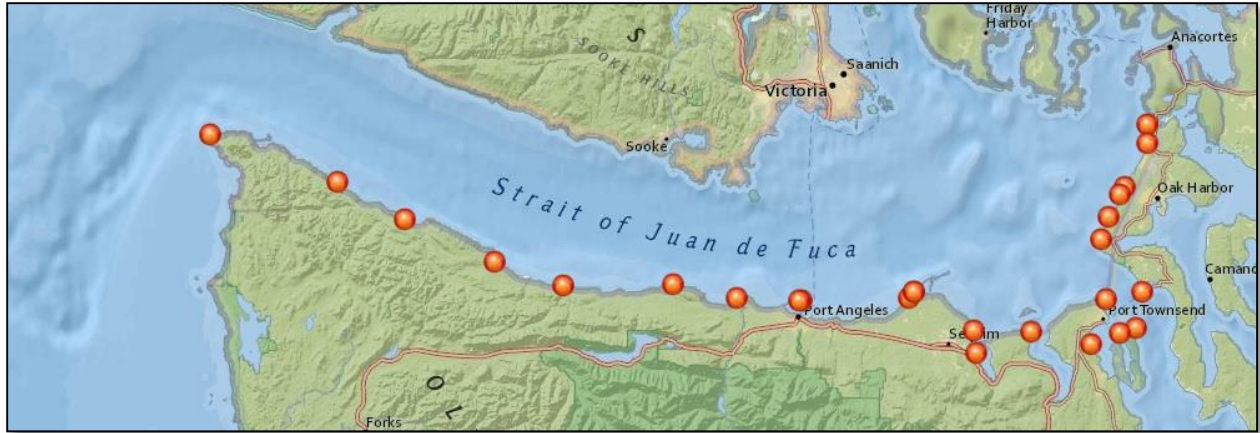 Friday
Harbor
Anacortes
S
SOOKE HILLS
Saanich
Victoria
Sooke
Oak Harbor
Strait of Juan de Fuca
Camano
Port Angeles
Port Townsend
Forks
O L